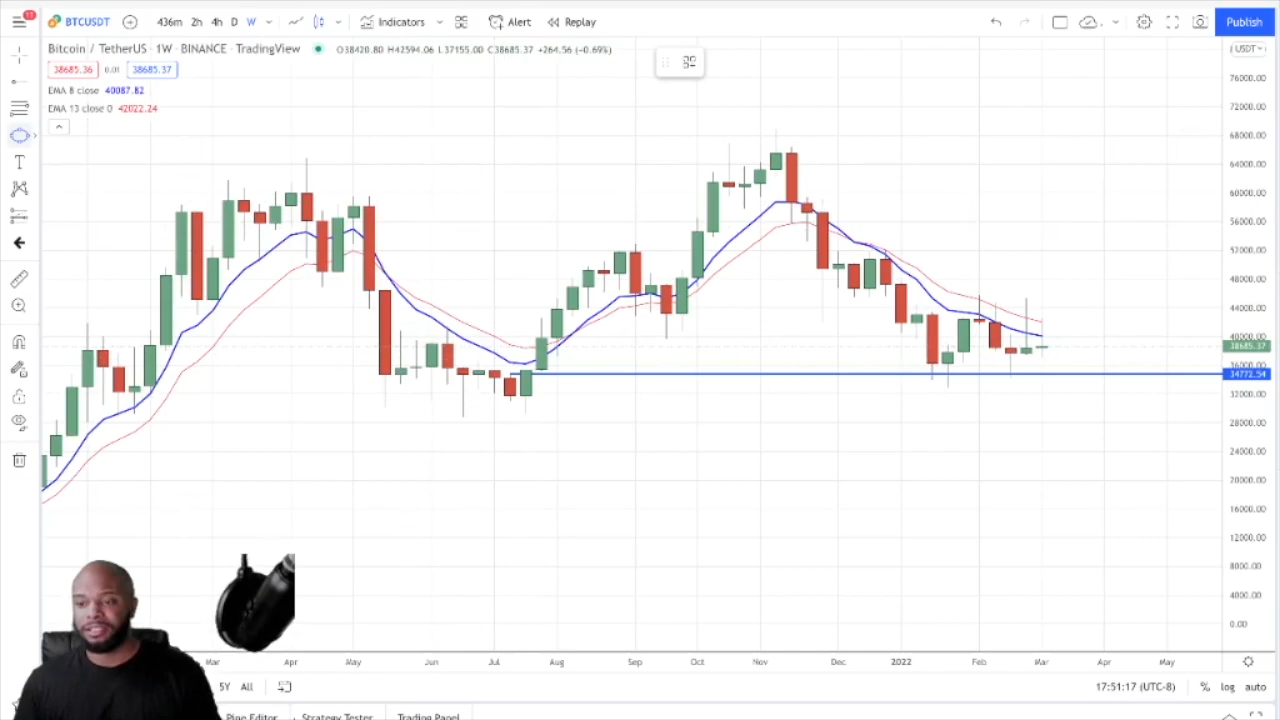 11
BTCUSDT 436m 2h 4h D W Indicators Alert Replay Publish
Bitcoin / TetherUS · 1W · BINANCE · TradingView O38420.80 H42594.06 L37155.00 C38685.37 +264.56 (−0.69%) (USDT)
38685.36 0.01 38685.37
EMA 8 close 40087.82
EMA 13 close 0 42022.24
76000.00
72000.00
68000.00
64000.00
60000.00
56000.00
52000.00
48000.00
44000.00
40000.00
38685.37
36000.00
34772.54
32000.00
28000.00
24000.00
20000.00
16000.00
12000.00
8000.00
4000.00
0.00
Mar Apr May Jun Jul Aug Sep Oct Nov Dec 2022 Feb Mar Apr May
5Y All 17:51:17 (UTC-8) % log auto
Pine Editor Strategy Tester Trading Panel